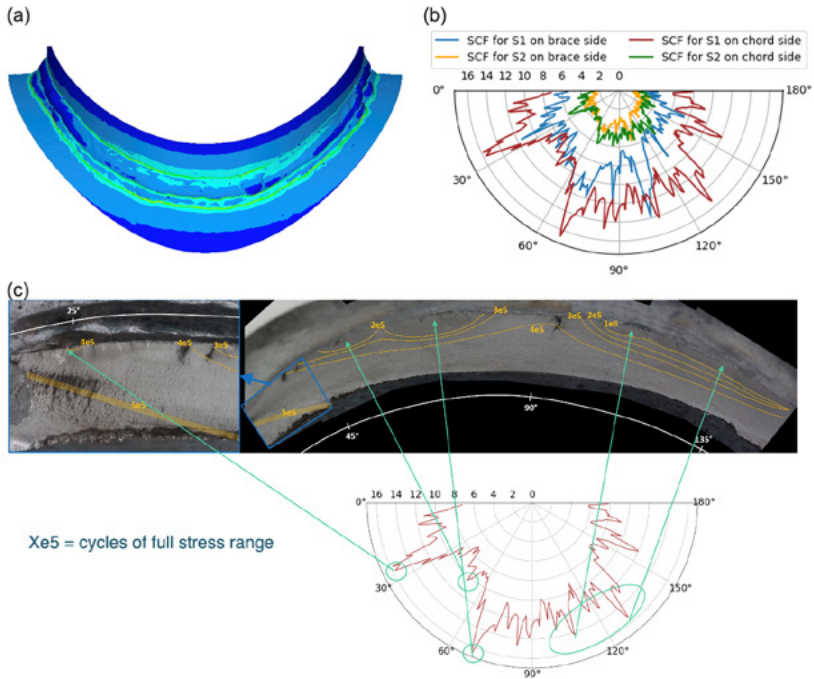 (a)
(b)
SCF for S1 on brace side
SCF for S1 on chord side
SCF for S2 on brace side
SCF for S2 on chord side
16 14 12 10 8 6 4 2 0
0°
180°
30°
150°
60°
120°
90°
(c)
25°
4e5
4e5
3e5
5e5
2e5
3e5
4e5
3e5
2e5
1e5
5e5
45°
90°
135°
Xe5 = cycles of full stress range
16 14 12 10 8 6 4 2 0
0°
180°
30°
150°
60°
120°
90°